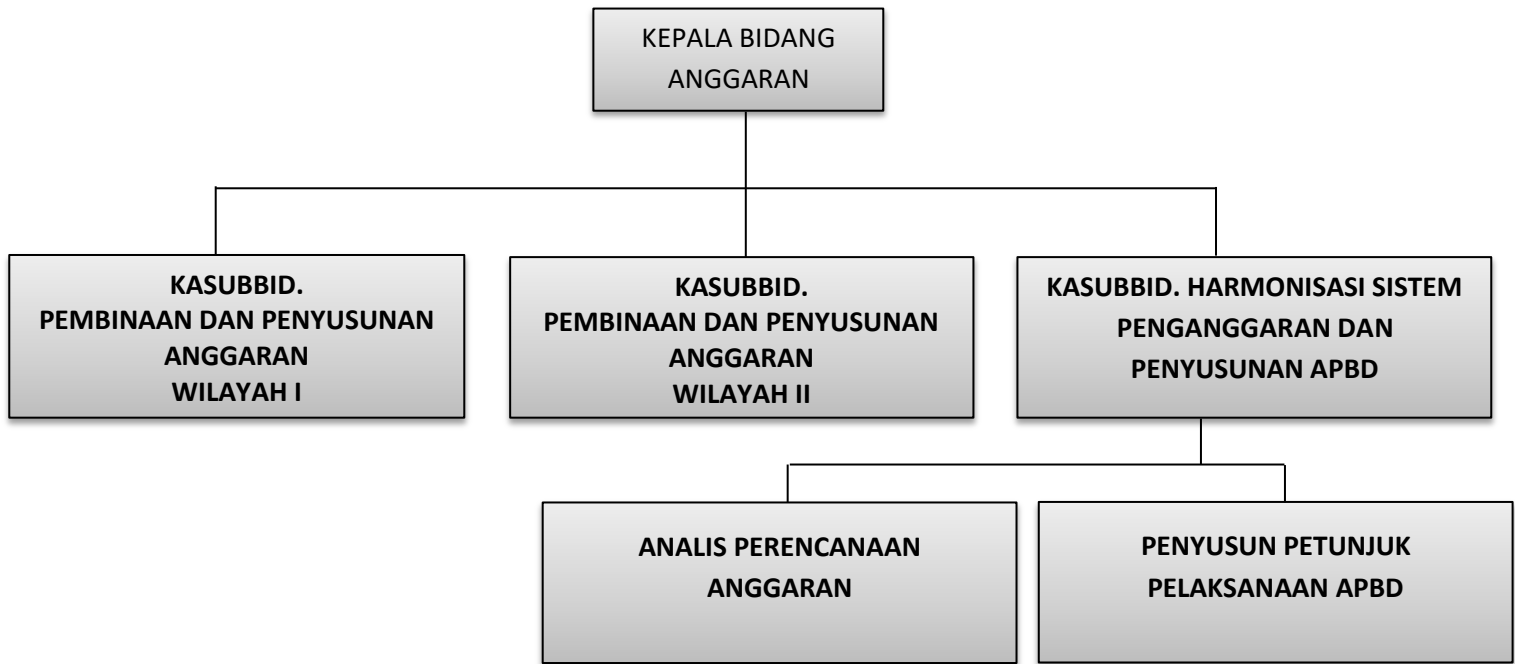 KEPALA BIDANG
ANGGARAN
KASUBBID.
PEMBINAAN DAN PENYUSUNAN
ANGGARAN
WILAYAH I
KASUBBID.
PEMBINAAN DAN PENYUSUNAN
ANGGARAN
WILAYAH II
KASUBBID. HARMONISASI SISTEM
PENGANGGARAN DAN
PENYUSUNAN APBD
ANALIS PERENCANAAN
ANGGARAN
PENYUSUN PETUNJUK
PELAKSANAAN APBD